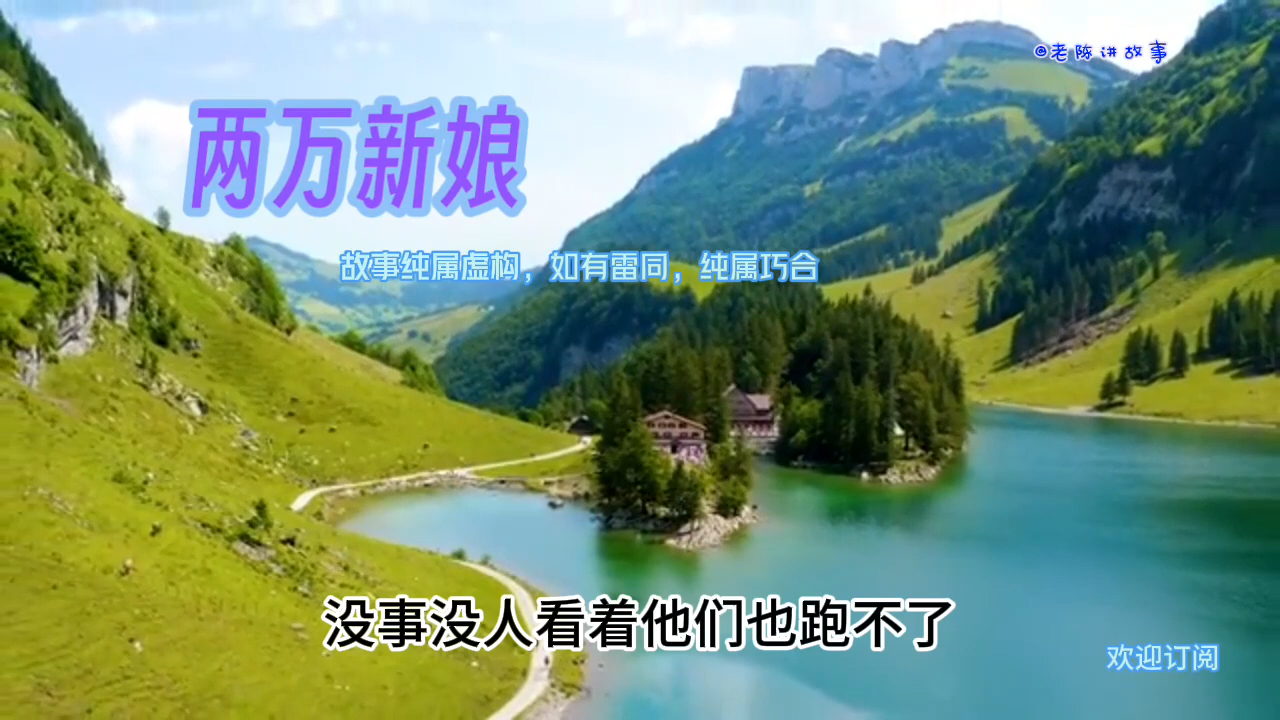 @老陈讲故事
两万新娘
故事纯属虚构，如有雷同，纯属巧合
没事没人看着他们也跑不了
欢迎订阅